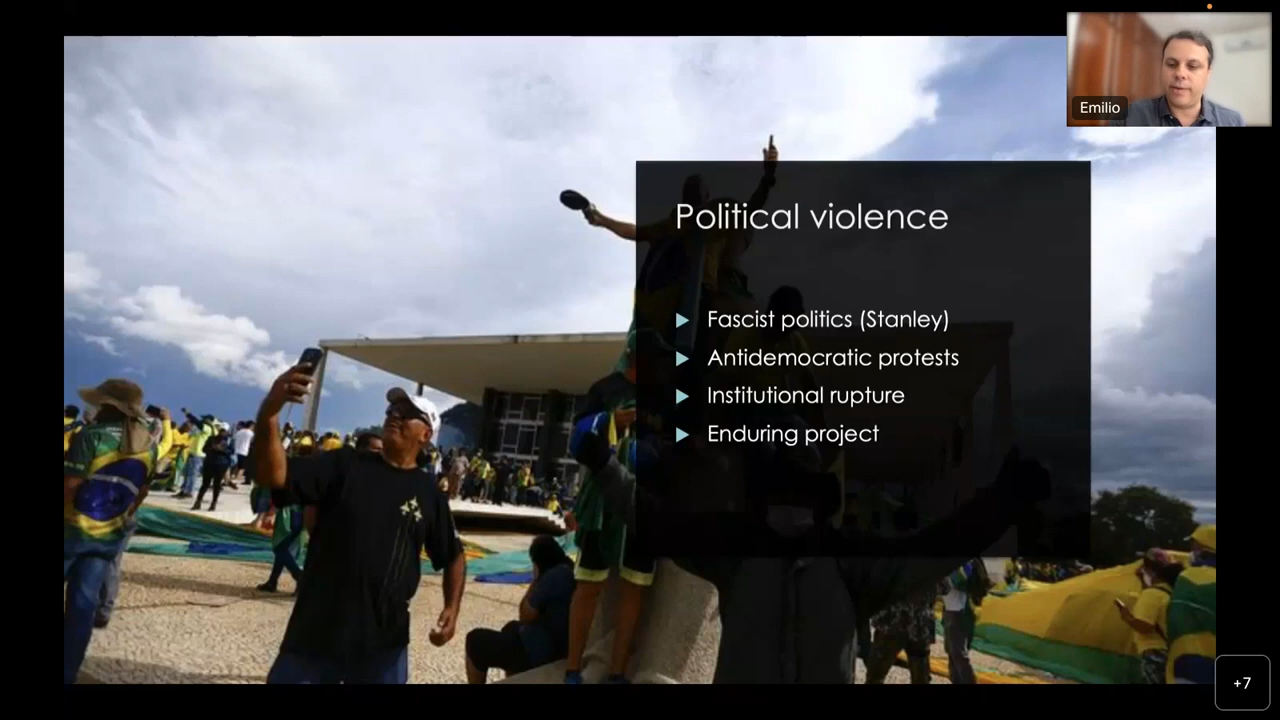 Emilio
Political violence
Fascist politics (Stanley)
Antidemocratic protests
Institutional rupture
Enduring project
+7